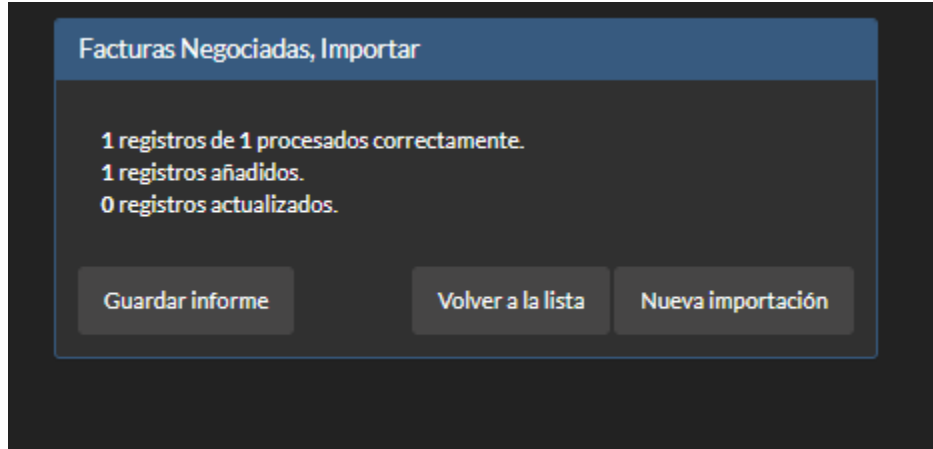 Facturas Negociadas, Importar
1 registros de 1 procesados correctamente.
1 registros añadidos.
0 registros actualizados.
Guardar informe Volver a la lista Nueva importación